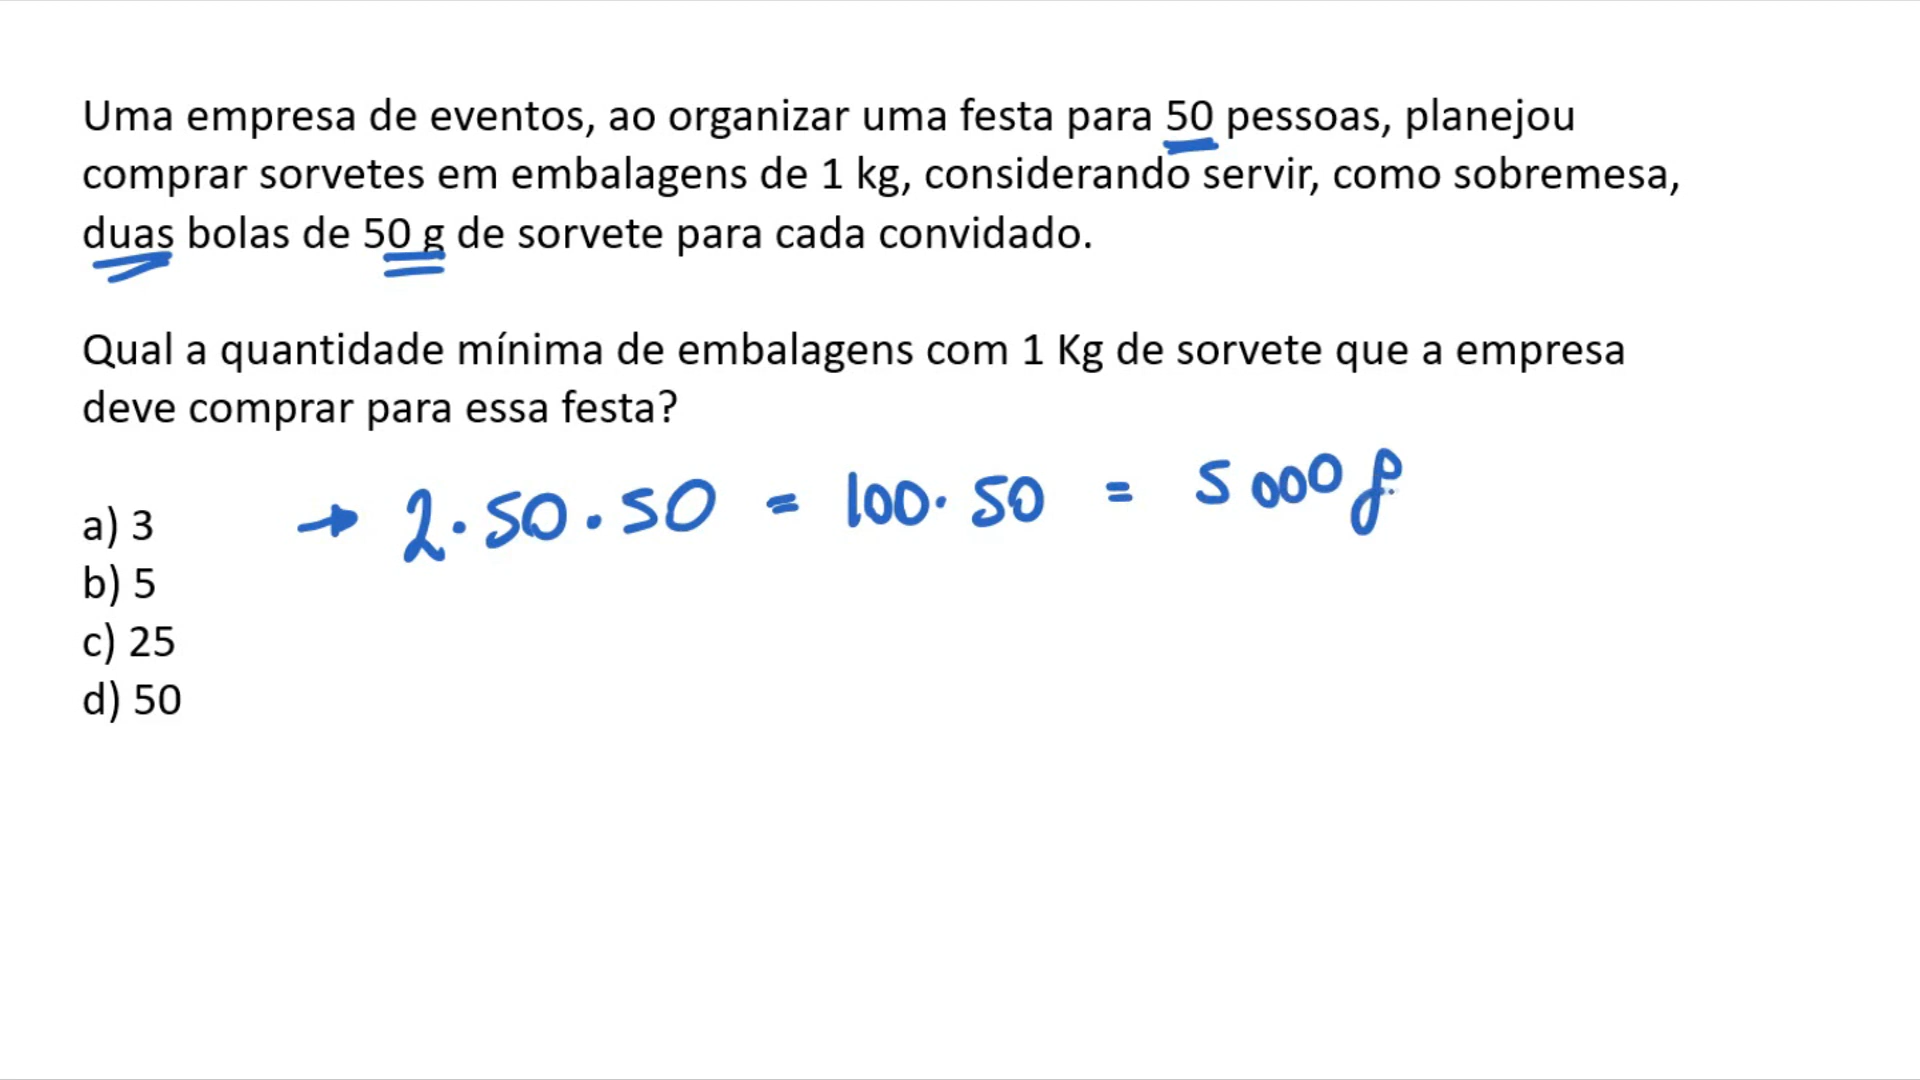 Uma empresa de eventos, ao organizar uma festa para 50 pessoas, planejou
comprar sorvetes em embalagens de 1 kg, considerando servir, como sobremesa,
duas bolas de 50 g de sorvete para cada convidado.
Qual a quantidade mínima de embalagens com 1 Kg de sorvete que a empresa
deve comprar para essa festa?
→ 2 · 50 · 50 = 100 · 50 = 5000 g
a) 3
b) 5
c) 25
d) 50